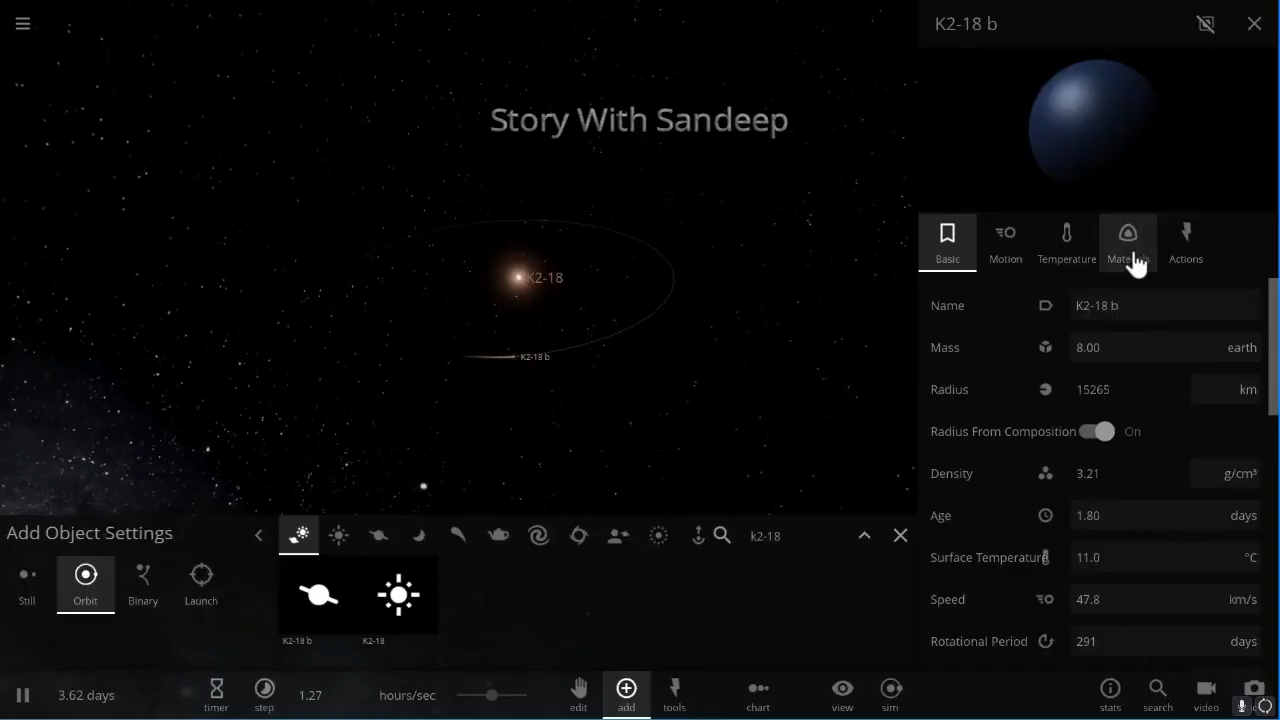 K2-18 b
Story With Sandeep
K2-18
K2-18 b
Basic
Motion
Temperature
Actions
Name K2-18 b
Mass 8.00 earth
Radius 15265 km
Radius From Composition On
Density 3.21 g/cm³
Age 1.80 days
Surface Temperature 11.0 °C
Speed 47.8 km/s
Rotational Period 291 days
Add Object Settings
k2-18
Still
Orbit
Binary
Launch
K2-18 b
K2-18
3.62 days
timer
step
1.27 hours/sec
edit
add
tools
chart
view
sim
stats
search
video